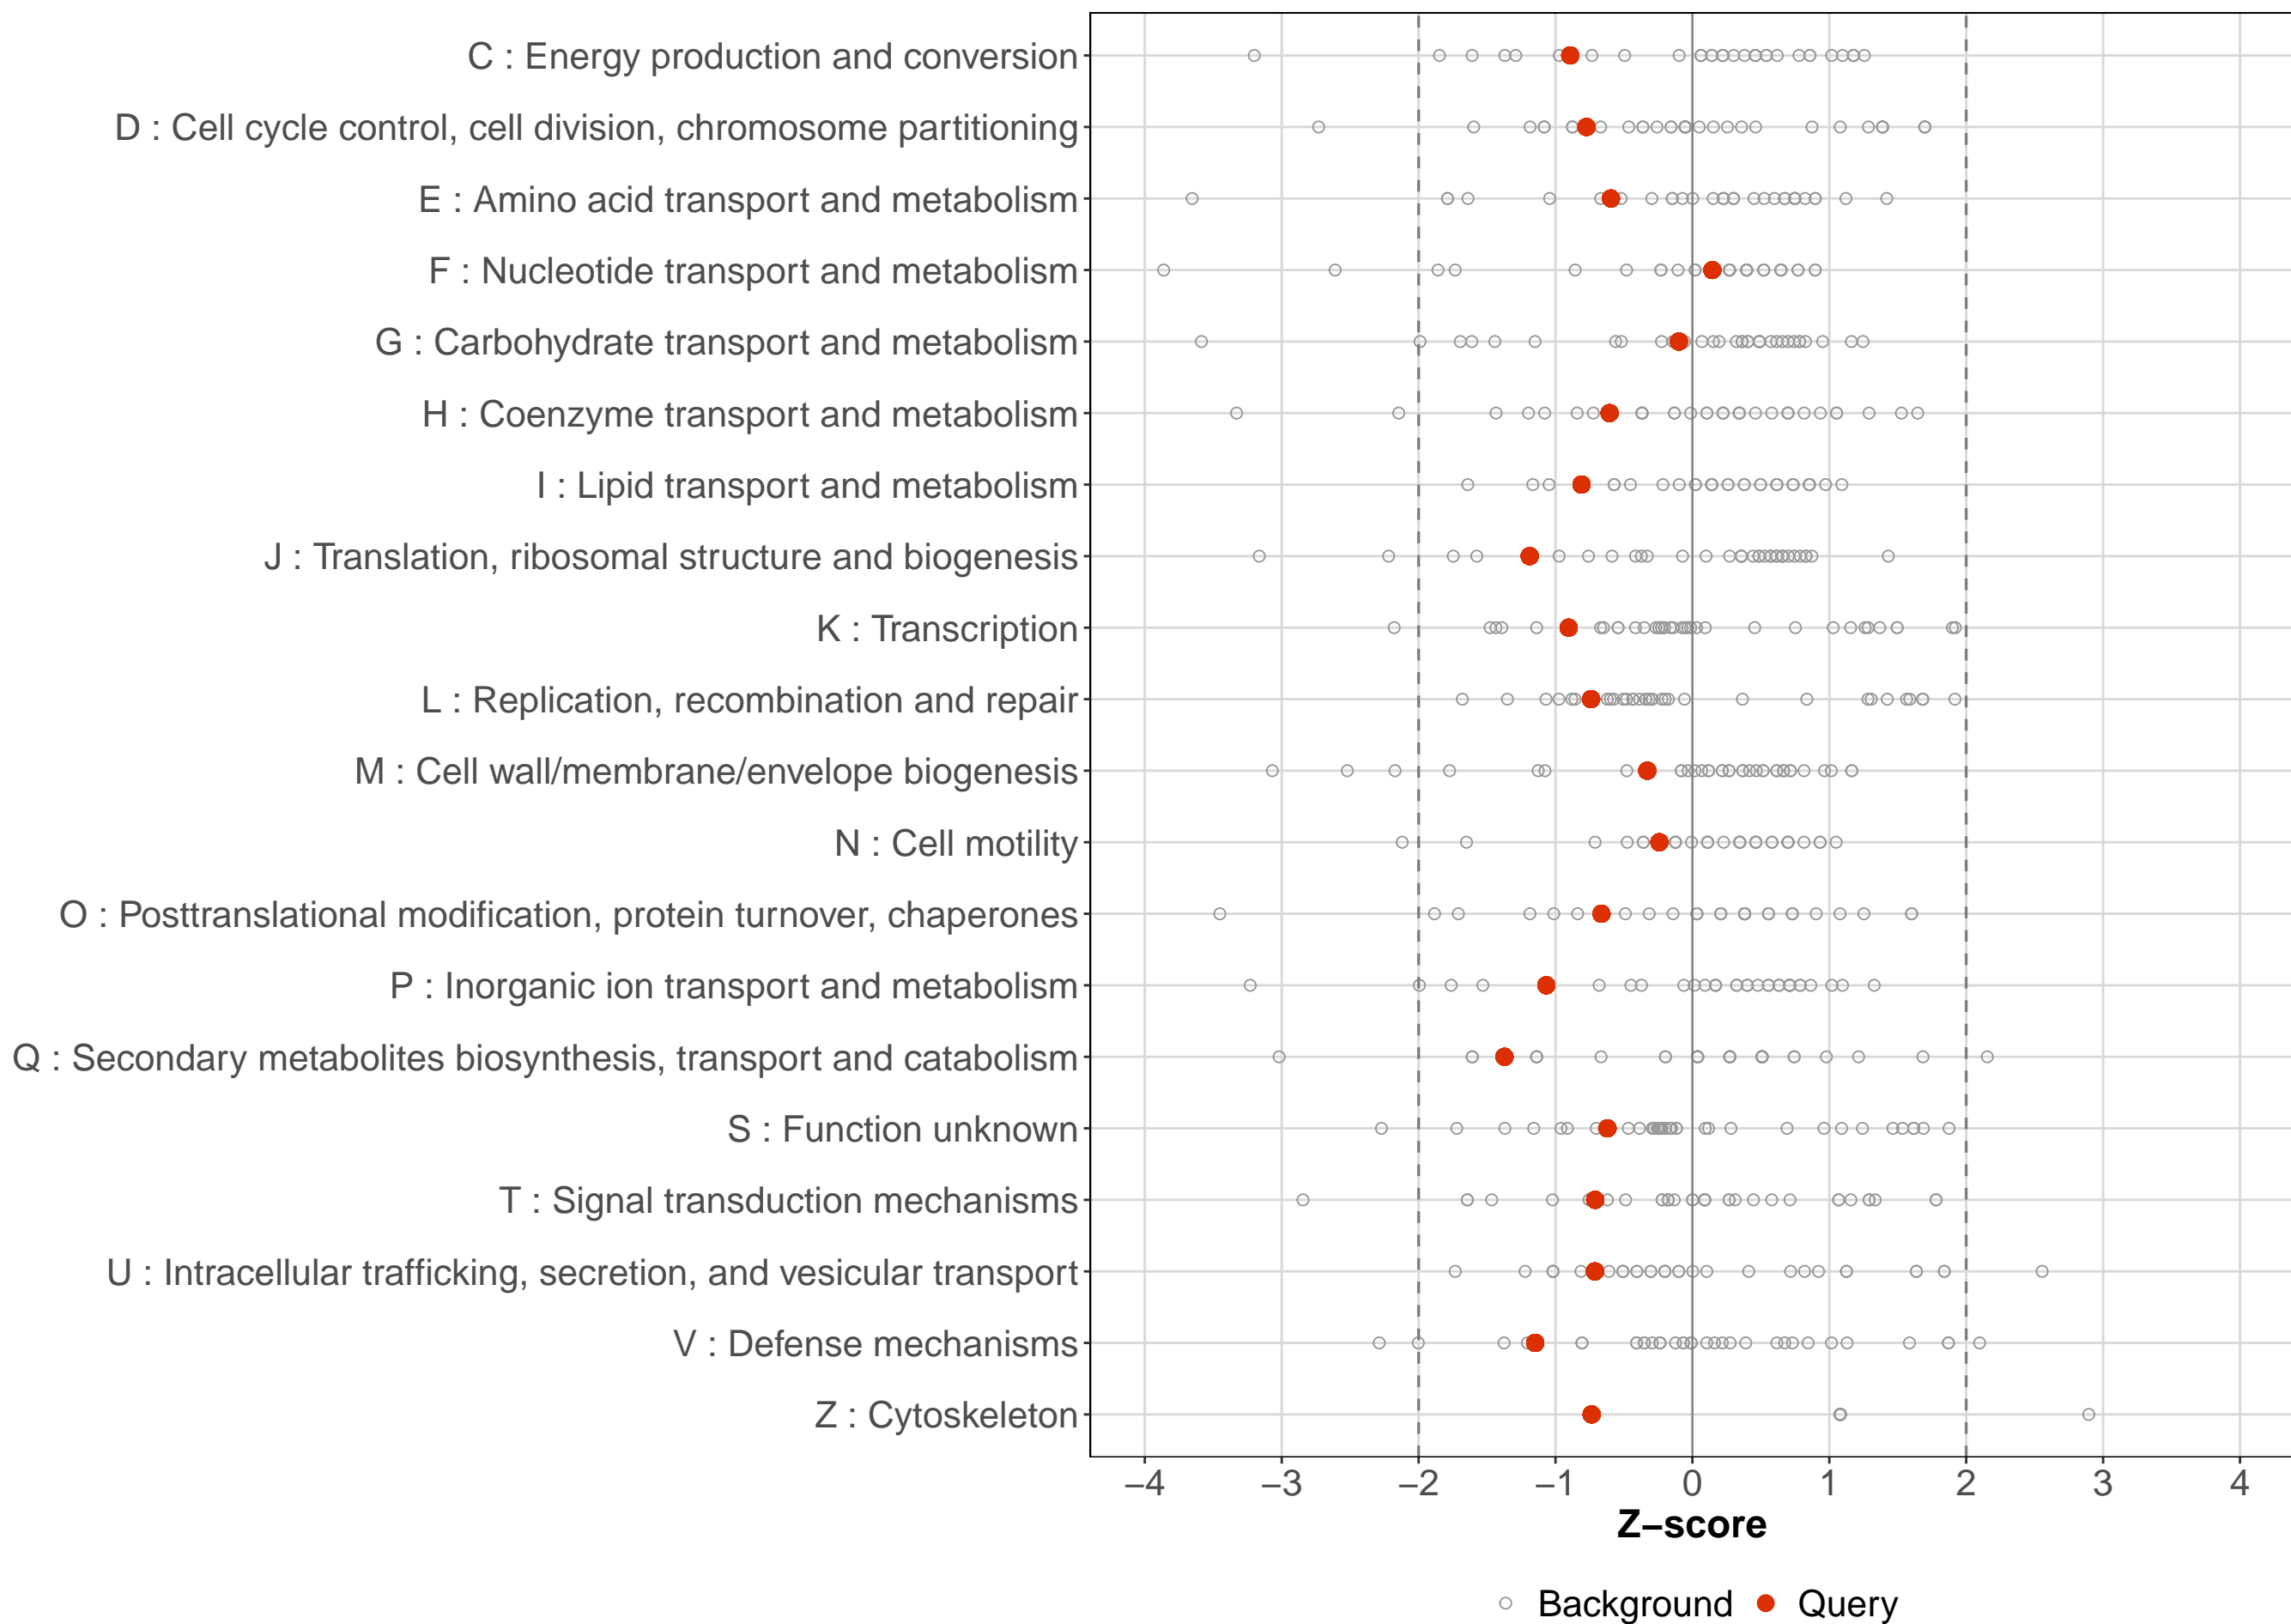 C : Energy production and conversion
D : Cell cycle control, cell division, chromosome partitioning
E : Amino acid transport and metabolism
F : Nucleotide transport and metabolism
G : Carbohydrate transport and metabolism
H : Coenzyme transport and metabolism
I : Lipid transport and metabolism
J : Translation, ribosomal structure and biogenesis
K : Transcription
L : Replication, recombination and repair
M : Cell wall/membrane/envelope biogenesis
N : Cell motility
O : Posttranslational modification, protein turnover, chaperones
P : Inorganic ion transport and metabolism
Q : Secondary metabolites biosynthesis, transport and catabolism
S : Function unknown
T : Signal transduction mechanisms
U : Intracellular trafficking, secretion, and vesicular transport
V : Defense mechanisms
Z : Cytoskeleton
−4 −3 −2 −1 0 1 2 3 4
Z−score
Background Query